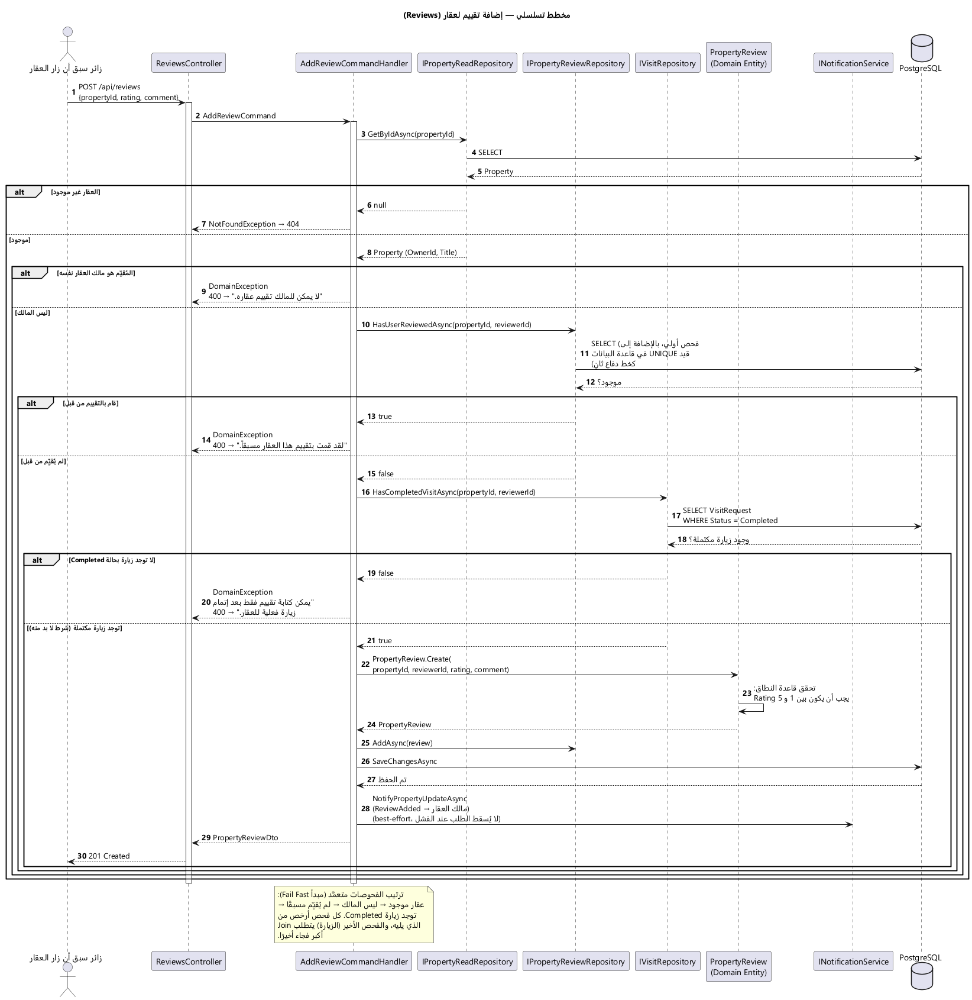 مخطط تسلسلي — إضافة تقييم لعقار (Reviews)
زائر سبق أن زار العقار
ReviewsController
AddReviewCommandHandler
IPropertyReadRepository
IPropertyReviewRepository
IVisitRepository
PropertyReview
(Domain Entity)
INotificationService
PostgreSQL
1 POST /api/reviews
{propertyId, rating, comment}
2 AddReviewCommand
3 GetByIdAsync(propertyId)
4 SELECT
5 Property
alt [العقار غير موجود]
6 null
7 NotFoundException → 404
[موجود]
8 Property (OwnerId, Title)
alt [المُقيّم هو مالك العقار نفسه]
9 DomainException
"لا يمكن للمالك تقييم عقاره." → 400
[ليس المالك]
10 HasUserReviewedAsync(propertyId, reviewerId)
11 SELECT (فحص أولي، بالإضافة إلى
قيد UNIQUE في قاعدة البيانات
كخط دفاع ثانٍ)
12 موجود؟
alt [قام بالتقييم من قبل]
13 true
14 DomainException
"لقد قمت بتقييم هذا العقار مسبقاً." → 400
[لم يُقيّم من قبل]
15 false
16 HasCompletedVisitAsync(propertyId, reviewerId)
17 SELECT VisitRequest
WHERE Status = Completed
18 وجود زيارة مكتملة؟
alt [لا توجد زيارة بحالة Completed]
19 false
20 DomainException
"يمكن كتابة تقييم فقط بعد إتمام
زيارة فعلية للعقار." → 400
[توجد زيارة مكتملة (شرط لا بد منه)]
21 true
22 PropertyReview.Create(
propertyId, reviewerId, rating, comment)
23 تحقق قاعدة النطاق:
Rating يجب أن يكون بين 1 و 5
24 PropertyReview
25 AddAsync(review)
26 SaveChangesAsync
27 تم الحفظ
28 NotifyPropertyUpdateAsync
(ReviewAdded → مالك العقار)
(best-effort، لا يُسقط الطلب عند الفشل)
29 PropertyReviewDto
30 201 Created
ترتيب الفحوصات متعمَّد (مبدأ Fail Fast):
عقار موجود → ليس المالك → لم يُقيِّم مسبقًا →
توجد زيارة Completed. كل فحص أرخص من
الذي يليه، والفحص الأخير (الزيارة) يتطلب Join
أكبر فجاء أخيرًا.
زائر سبق أن زار العقار
ReviewsController
AddReviewCommandHandler
IPropertyReadRepository
IPropertyReviewRepository
IVisitRepository
PropertyReview
(Domain Entity)
INotificationService
PostgreSQL